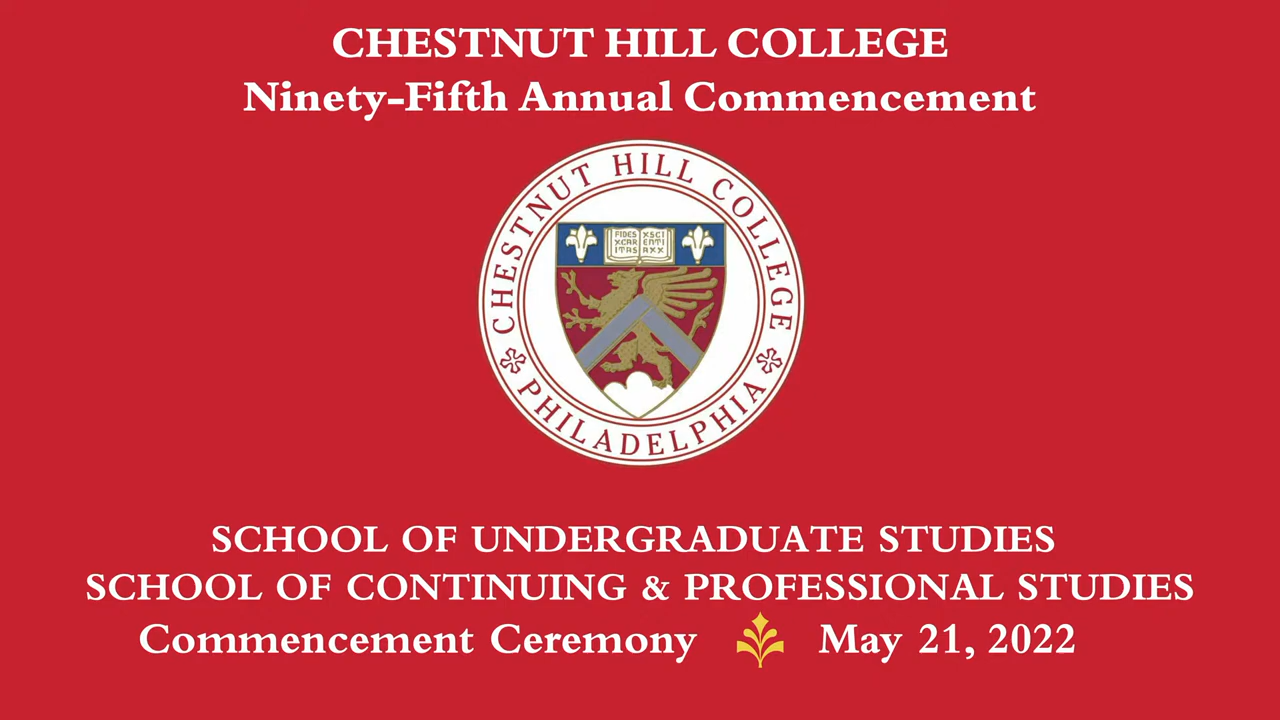 CHESTNUT HILL COLLEGE
Ninety-Fifth Annual Commencement
CHESTNUT HILL COLLEGE
FIDES XSCI
XCAR ENTI
ITAS AXX
PHILADELPHIA
SCHOOL OF UNDERGRADUATE STUDIES
SCHOOL OF CONTINUING & PROFESSIONAL STUDIES
Commencement Ceremony May 21, 2022